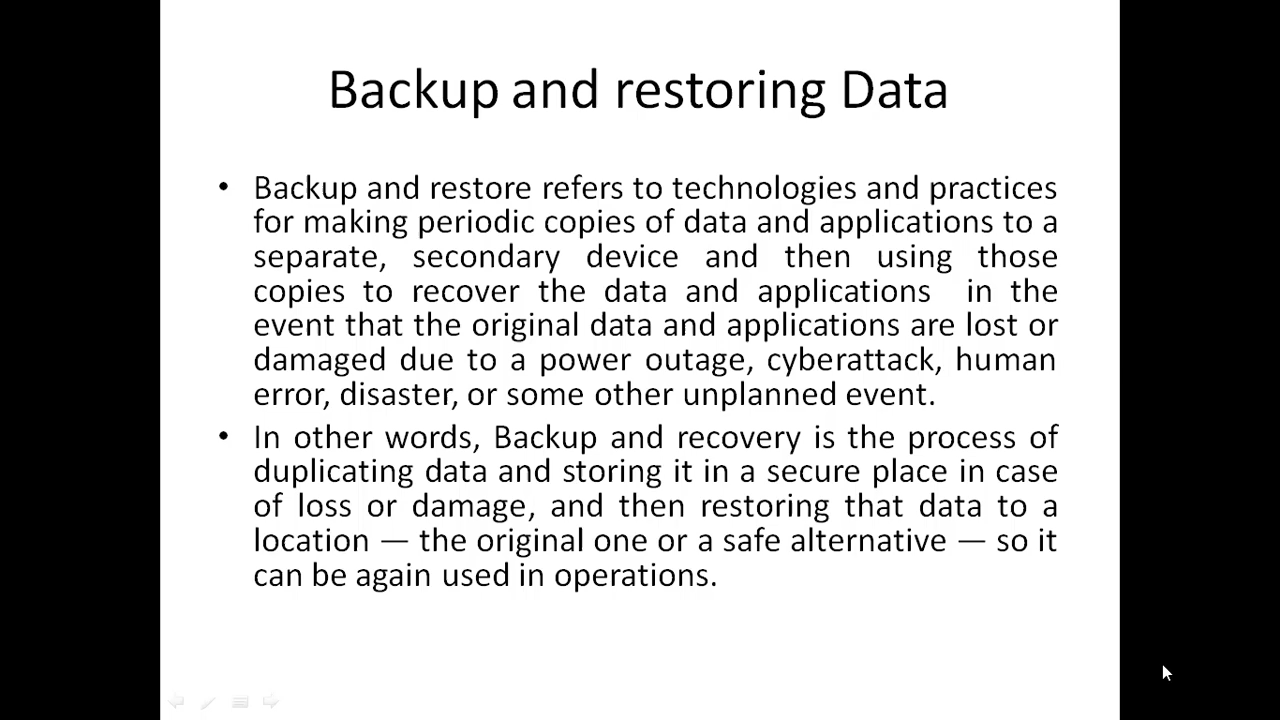 Backup and restoring Data
• Backup and restore refers to technologies and practices
for making periodic copies of data and applications to a
separate, secondary device and then using those
copies to recover the data and applications in the
event that the original data and applications are lost or
damaged due to a power outage, cyberattack, human
error, disaster, or some other unplanned event.
• In other words, Backup and recovery is the process of
duplicating data and storing it in a secure place in case
of loss or damage, and then restoring that data to a
location — the original one or a safe alternative — so it
can be again used in operations.